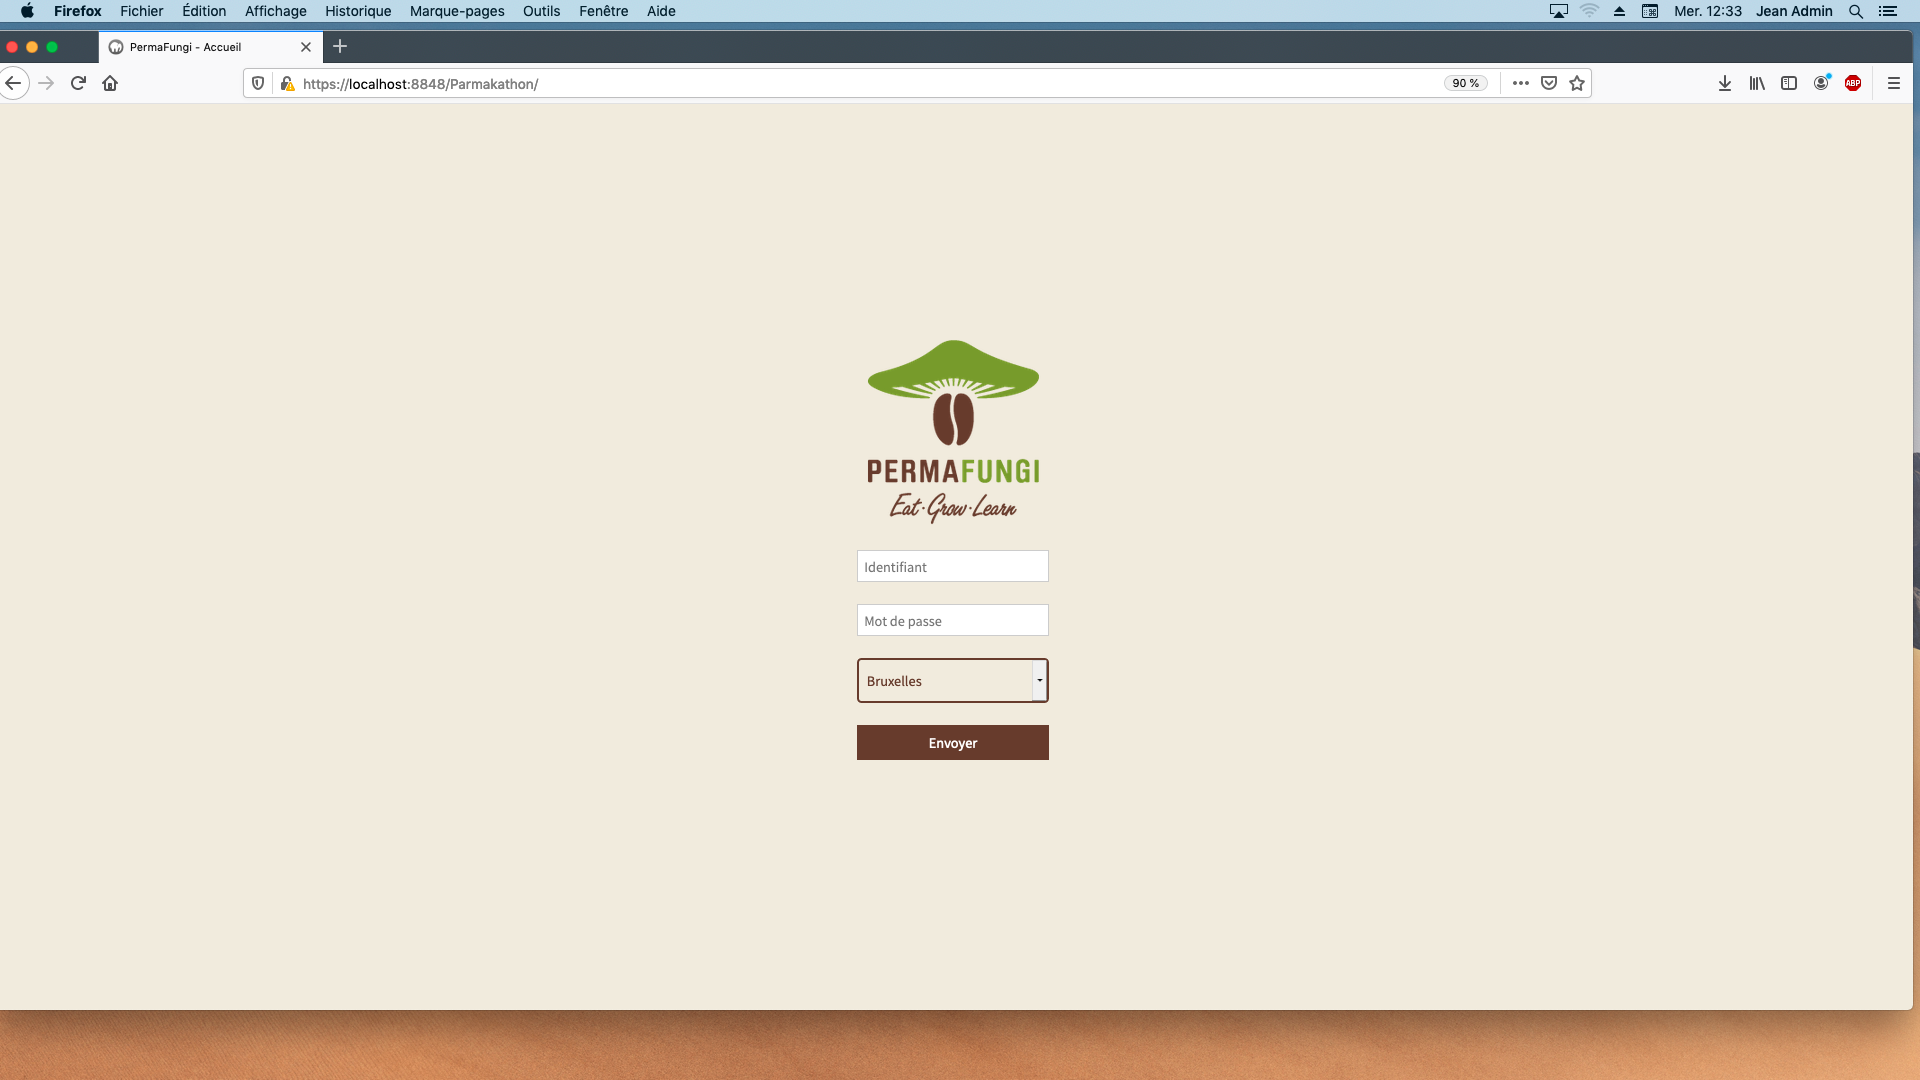 Firefox Fichier Édition Affichage Historique Marque-pages Outils Fenêtre Aide Mer. 12:33 Jean Admin
PermaFungi - Accueil
https://localhost:8848/Parmakathon/ 90 % ABP
PERMAFUNGI
Eat·Grow·Learn
Identifiant
Mot de passe
Bruxelles
Envoyer